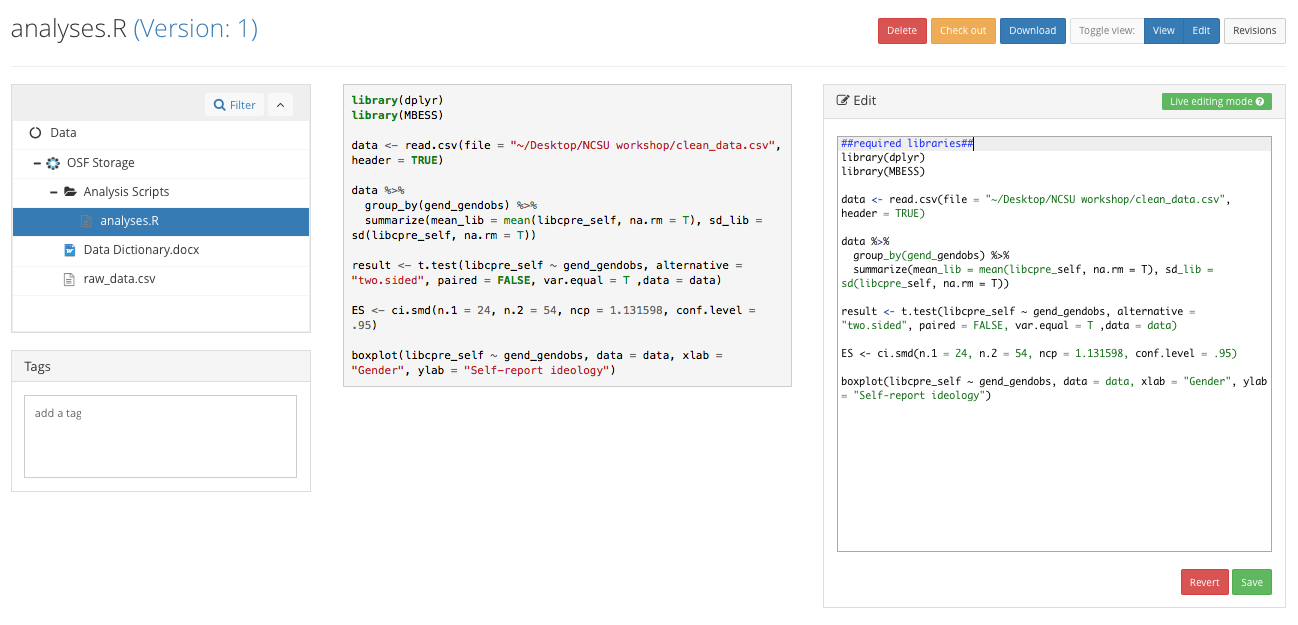 analyses.R (Version: 1)
Delete
Check out
Download
Toggle view:
View
Edit
Revisions
Filter
Data
OSF Storage
Analysis Scripts
analyses.R
Data Dictionary.docx
raw_data.csv
Tags
add a tag
library(dplyr)
library(MBESS)
data <- read.csv(file = "~/Desktop/NCSU workshop/clean_data.csv",
header = TRUE)
data %>%
  group_by(gend_gendobs) %>%
  summarize(mean_lib = mean(libcpre_self, na.rm = T), sd_lib =
sd(libcpre_self, na.rm = T))
result <- t.test(libcpre_self ~ gend_gendobs, alternative =
"two.sided", paired = FALSE, var.equal = T ,data = data)
ES <- ci.smd(n.1 = 24, n.2 = 54, ncp = 1.131598, conf.level =
.95)
boxplot(libcpre_self ~ gend_gendobs, data = data, xlab =
"Gender", ylab = "Self-report ideology")
Edit
Live editing mode
##required libraries##
library(dplyr)
library(MBESS)
data <- read.csv(file = "~/Desktop/NCSU workshop/clean_data.csv",
header = TRUE)
data %>%
  group_by(gend_gendobs) %>%
  summarize(mean_lib = mean(libcpre_self, na.rm = T), sd_lib =
sd(libcpre_self, na.rm = T))
result <- t.test(libcpre_self ~ gend_gendobs, alternative =
"two.sided", paired = FALSE, var.equal = T ,data = data)
ES <- ci.smd(n.1 = 24, n.2 = 54, ncp = 1.131598, conf.level = .95)
boxplot(libcpre_self ~ gend_gendobs, data = data, xlab = "Gender", ylab
= "Self-report ideology")
Revert
Save